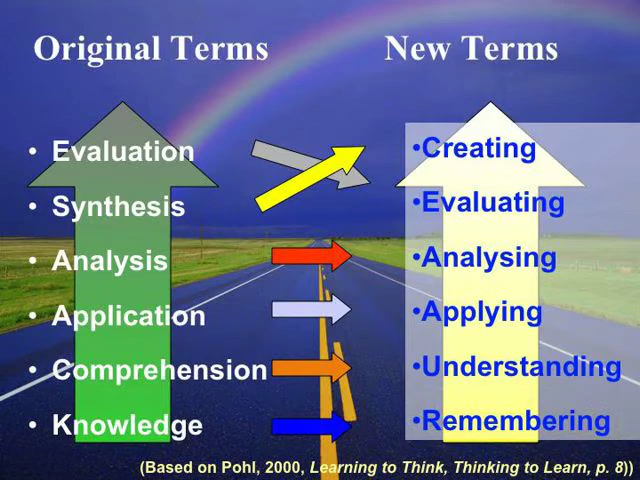 Original Terms
New Terms
• Evaluation
• Synthesis
• Analysis
• Application
• Comprehension
• Knowledge
•Creating
•Evaluating
•Analysing
•Applying
•Understanding
•Remembering
(Based on Pohl, 2000, Learning to Think, Thinking to Learn, p. 8))